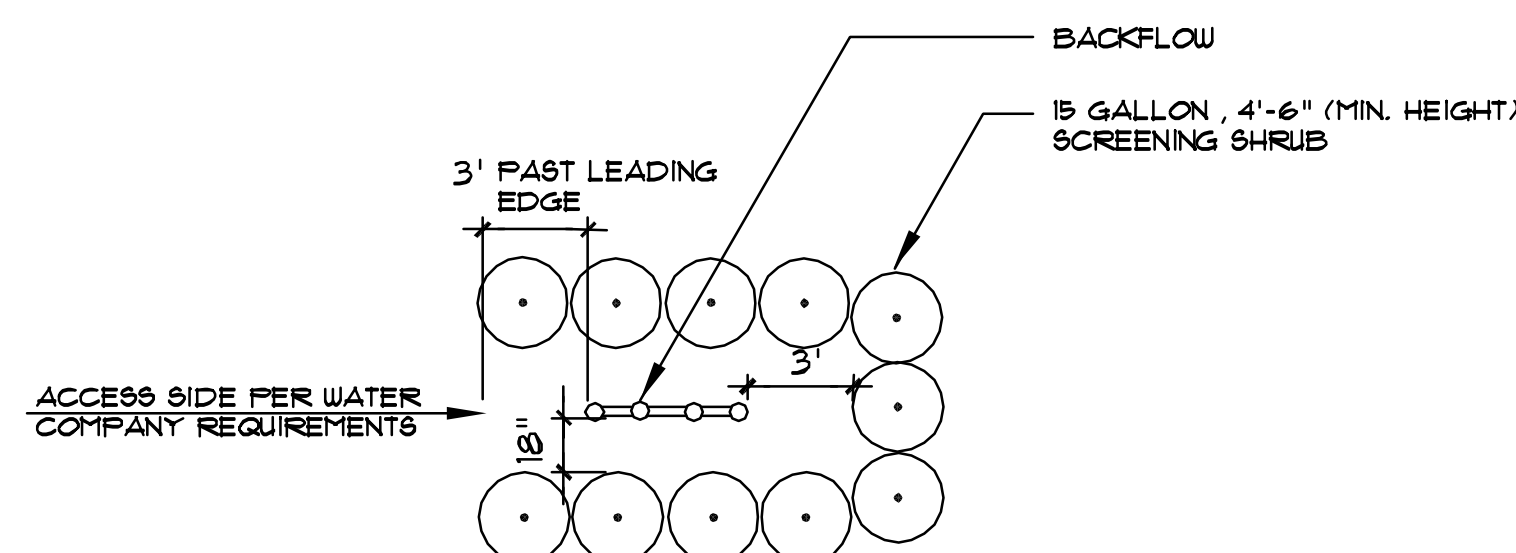 BACKFLOW
15 GALLON , 4'-6" (MIN. HEIGHT)
SCREENING SHRUB
3' PAST LEADING
EDGE
3'
ACCESS SIDE PER WATER
COMPANY REQUIREMENTS
18"